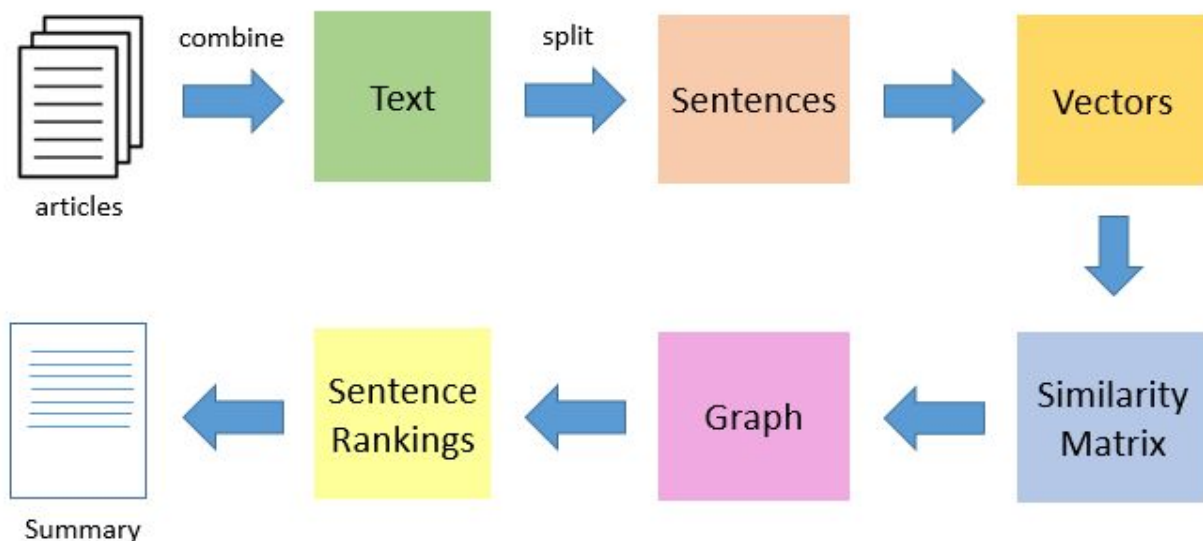 combine
split
Text
Sentences
Vectors
articles
Sentence
Rankings
Graph
Similarity
Matrix
Summary